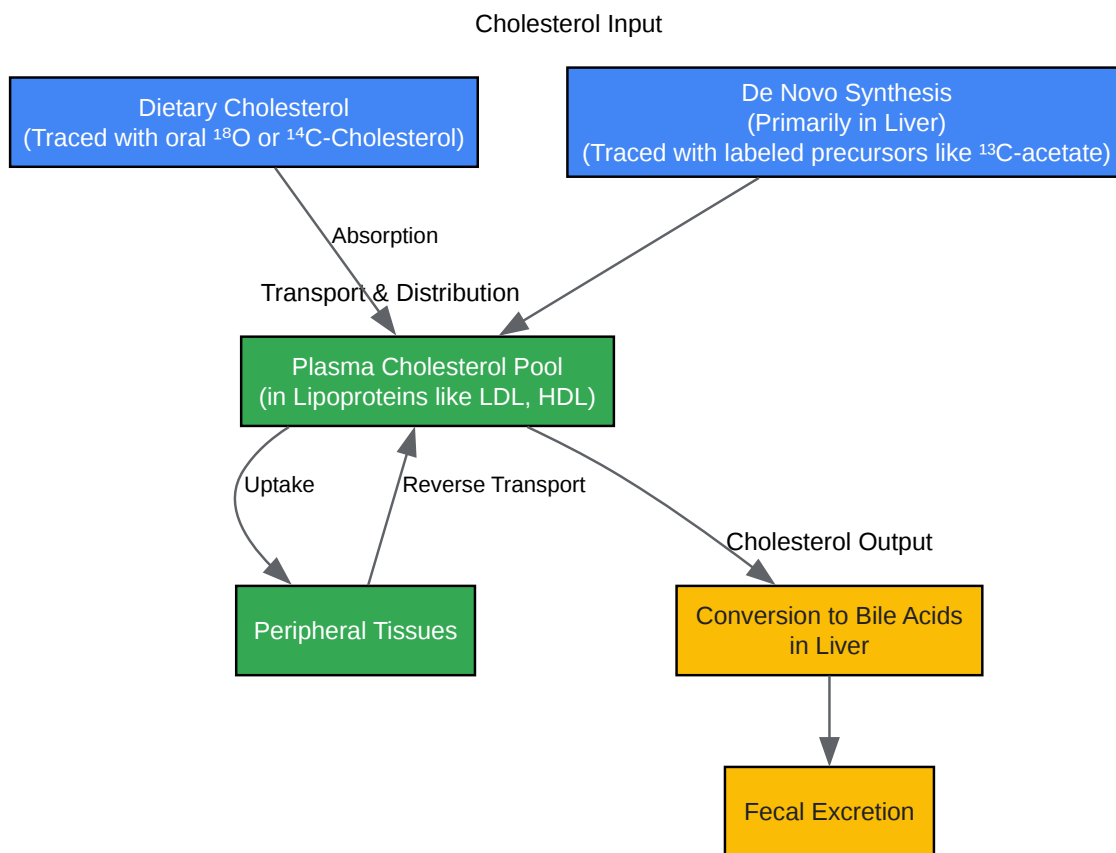 Cholesterol Input
Dietary Cholesterol
(Traced with oral ¹⁸O or ¹⁴C-Cholesterol)
De Novo Synthesis
(Primarily in Liver)
(Traced with labeled precursors like ¹³C-acetate)
Absorption
Transport & Distribution
Plasma Cholesterol Pool
(in Lipoproteins like LDL, HDL)
Uptake
Reverse Transport
Cholesterol Output
Peripheral Tissues
Conversion to Bile Acids
in Liver
Fecal Excretion